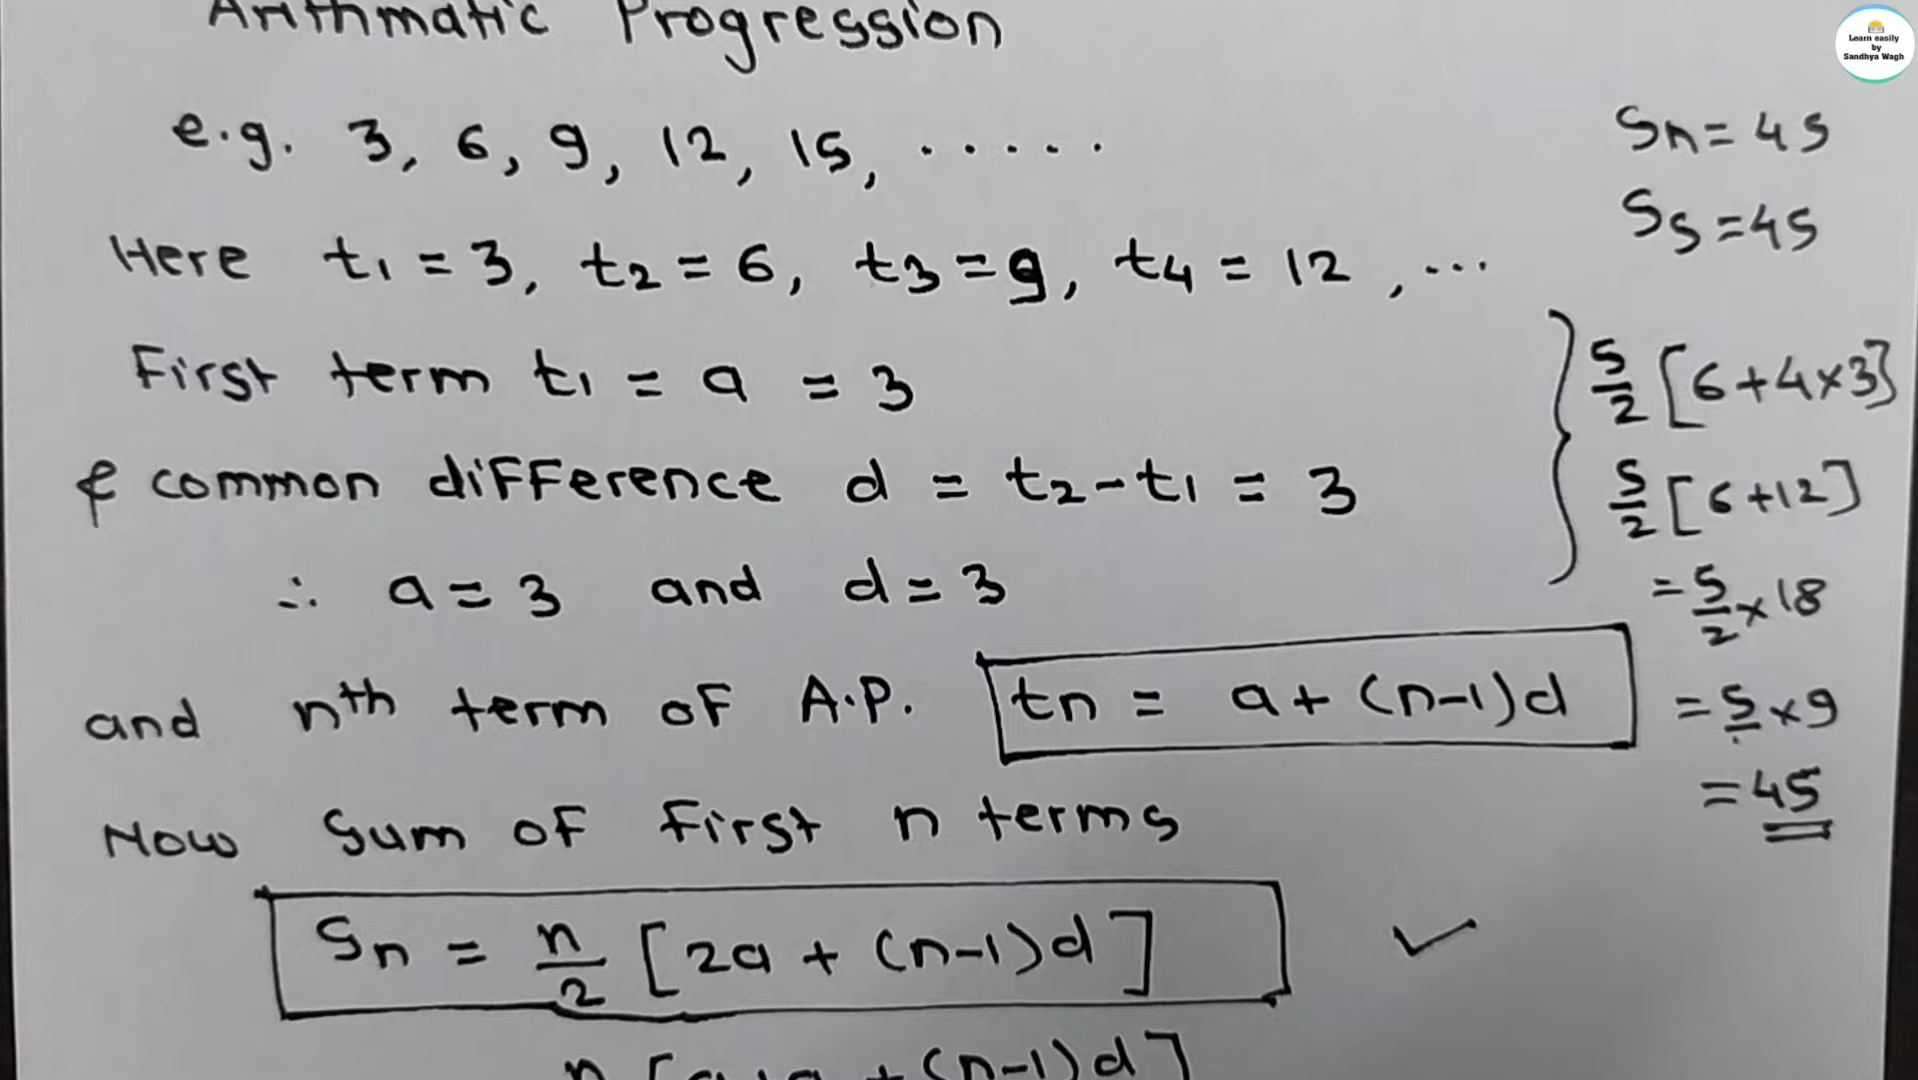 Arithmatic Progression
e.g. 3, 6, 9, 12, 15, .....
Here t1 = 3, t2 = 6, t3 = 9, t4 = 12, ...
First term t1 = a = 3
& common difference d = t2 - t1 = 3
∴ a = 3 and d = 3
and nth term of A.P. tn = a + (n-1)d
Now Sum of First n terms
Sn = n/2 [2a + (n-1)d] ✓
n [a + a + (n-1)d]
Sn = 45
S5 = 45
5/2 [6+4×3]
5/2 [6+12]
= 5/2 × 18
= 5 × 9
= 45
Learn easily
by
Sandhya Wagh